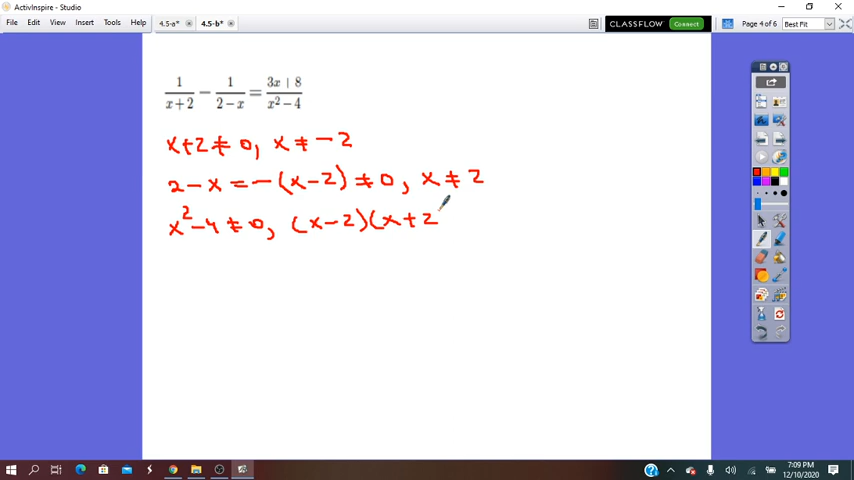 ActivInspire - Studio
File Edit View Insert Tools Help
4.5-a* 4.5-b*
CLASSFLOW Connect
Page 4 of 6 Best Fit
1/(x+2) − 1/(2−x) = (3x | 8)/(x² − 4)
x+2 ≠ 0, x ≠ −2
2−x = −(x−2) ≠ 0, x ≠ 2
x²−4 ≠ 0, (x−2)(x+2
7:09 PM
12/10/2020